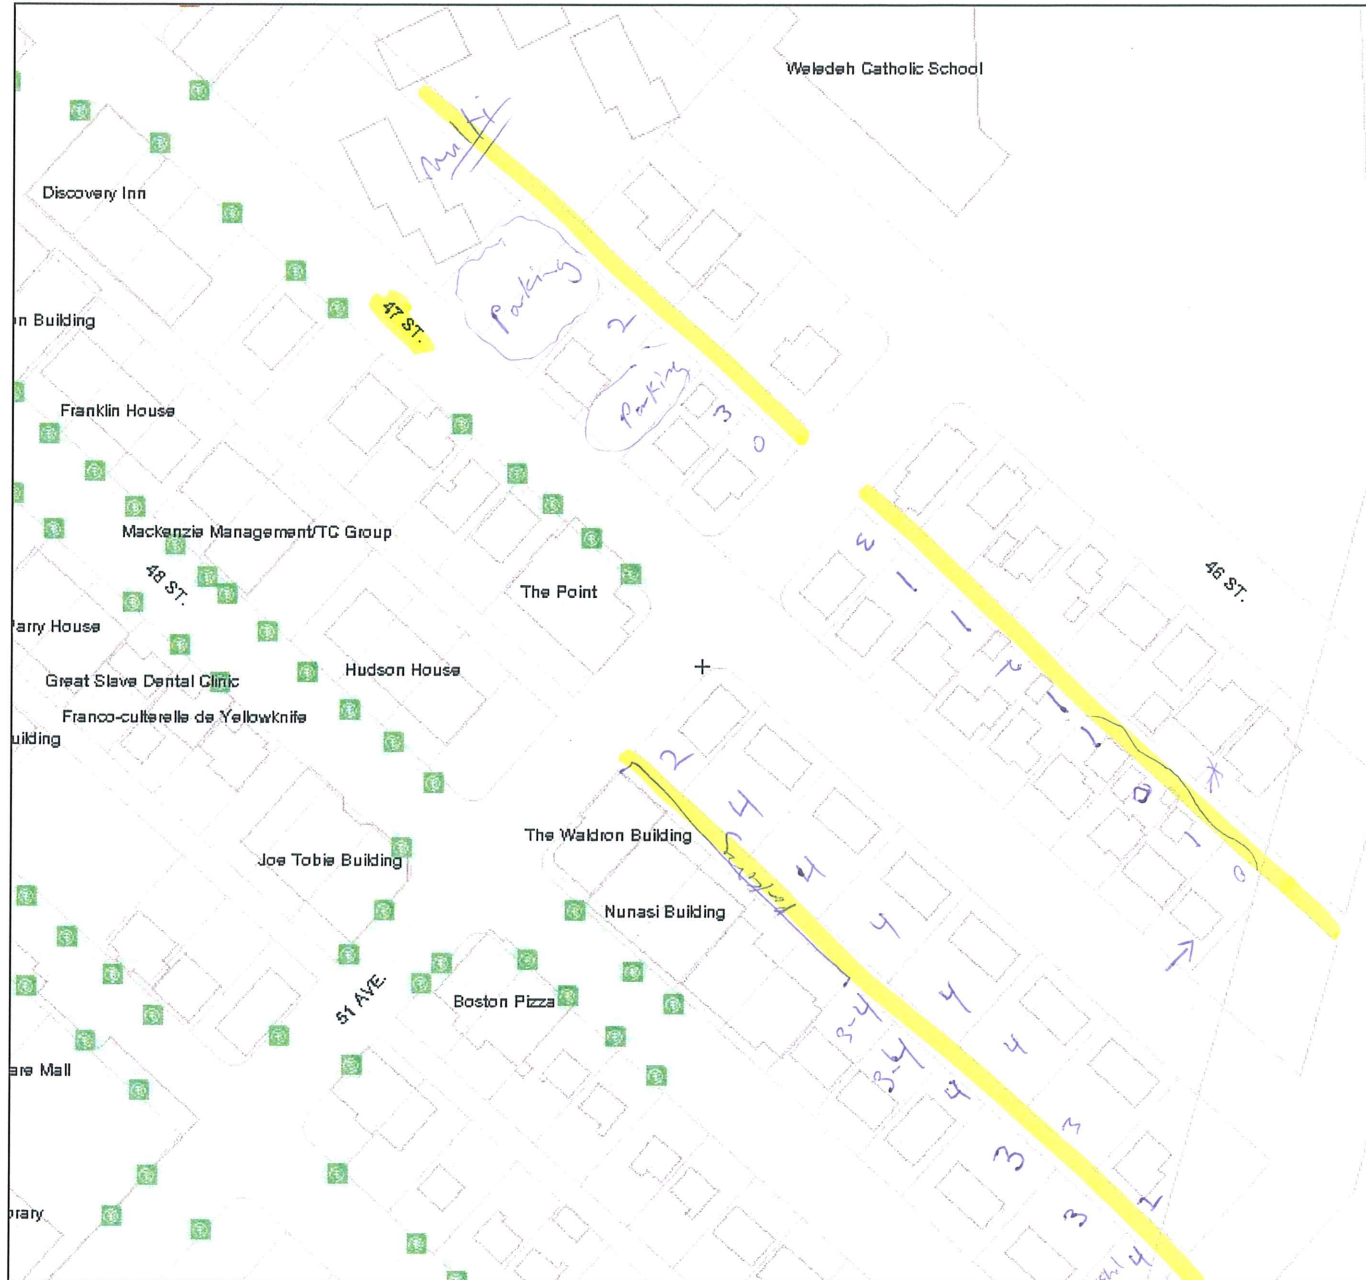 Weledeh Catholic School
Multi
Discovery Inn
Parking
47 ST.
n Building
2
Parking
Franklin House
3
0
Mackenzie Management/TC Group
3
1
48 ST.
The Point
46 ST.
1
arry House
2
Hudson House
Great Slave Dental Clinic
1
Franco-culterelle de Yellowknife
1
uilding
2
0
4
1
The Waldron Building
Joe Tobie Building
4
0
Parking
Nunasi Building
4
51 AVE.
Boston Pizza
4
3-4
4
3-4
are Mall
4
3
3
rary
3
4